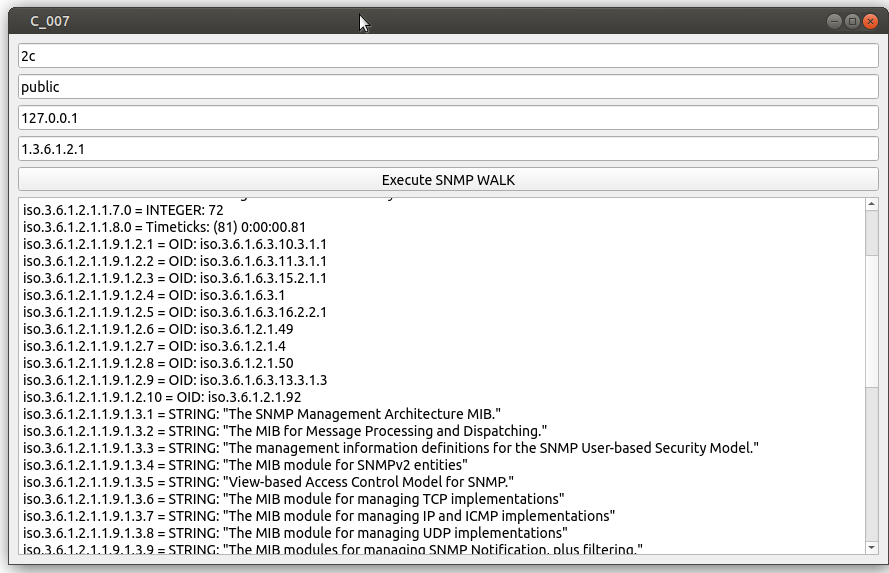 C_007
2c
public
127.0.0.1
1.3.6.1.2.1
Execute SNMP WALK
iso.3.6.1.2.1.1.7.0 = INTEGER: 72
iso.3.6.1.2.1.1.8.0 = Timeticks: (81) 0:00:00.81
iso.3.6.1.2.1.1.9.1.2.1 = OID: iso.3.6.1.6.3.10.3.1.1
iso.3.6.1.2.1.1.9.1.2.2 = OID: iso.3.6.1.6.3.11.3.1.1
iso.3.6.1.2.1.1.9.1.2.3 = OID: iso.3.6.1.6.3.15.2.1.1
iso.3.6.1.2.1.1.9.1.2.4 = OID: iso.3.6.1.6.3.1
iso.3.6.1.2.1.1.9.1.2.5 = OID: iso.3.6.1.6.3.16.2.2.1
iso.3.6.1.2.1.1.9.1.2.6 = OID: iso.3.6.1.2.1.49
iso.3.6.1.2.1.1.9.1.2.7 = OID: iso.3.6.1.2.1.4
iso.3.6.1.2.1.1.9.1.2.8 = OID: iso.3.6.1.2.1.50
iso.3.6.1.2.1.1.9.1.2.9 = OID: iso.3.6.1.6.3.13.3.1.3
iso.3.6.1.2.1.1.9.1.2.10 = OID: iso.3.6.1.2.1.92
iso.3.6.1.2.1.1.9.1.3.1 = STRING: "The SNMP Management Architecture MIB."
iso.3.6.1.2.1.1.9.1.3.2 = STRING: "The MIB for Message Processing and Dispatching."
iso.3.6.1.2.1.1.9.1.3.3 = STRING: "The management information definitions for the SNMP User-based Security Model."
iso.3.6.1.2.1.1.9.1.3.4 = STRING: "The MIB module for SNMPv2 entities"
iso.3.6.1.2.1.1.9.1.3.5 = STRING: "View-based Access Control Model for SNMP."
iso.3.6.1.2.1.1.9.1.3.6 = STRING: "The MIB module for managing TCP implementations"
iso.3.6.1.2.1.1.9.1.3.7 = STRING: "The MIB module for managing IP and ICMP implementations"
iso.3.6.1.2.1.1.9.1.3.8 = STRING: "The MIB module for managing UDP implementations"
iso.3.6.1.2.1.1.9.1.3.9 = STRING: "The MIB modules for managing SNMP Notification, plus filtering."